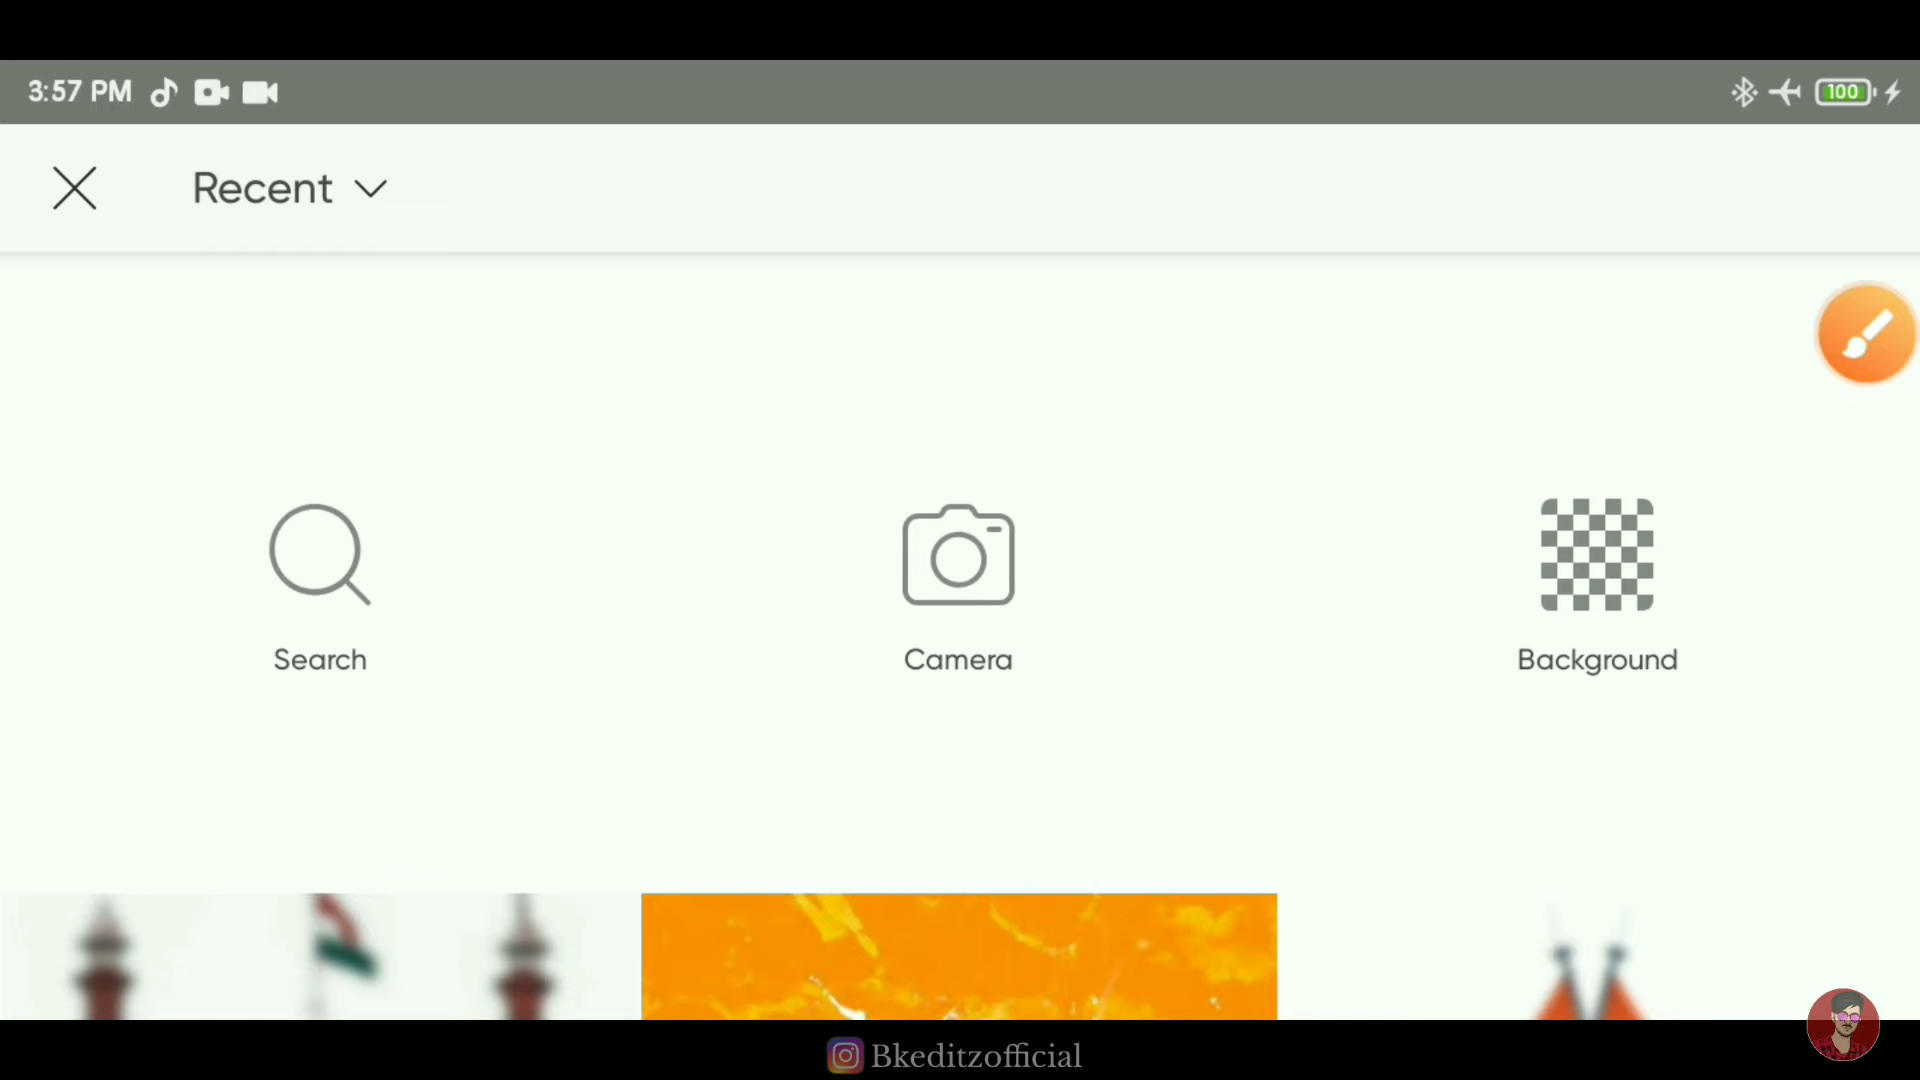 3:57 PM
100
Recent
Search
Camera
Background
Bkeditzofficial